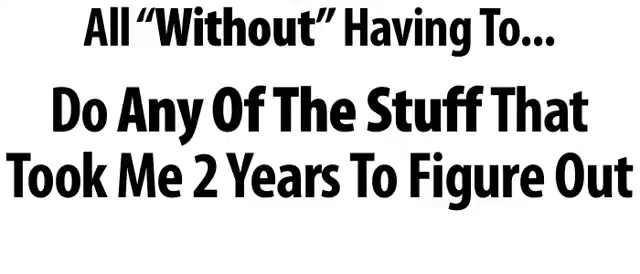 All “Without” Having To...
Do Any Of The Stuff That
Took Me 2 Years To Figure Out